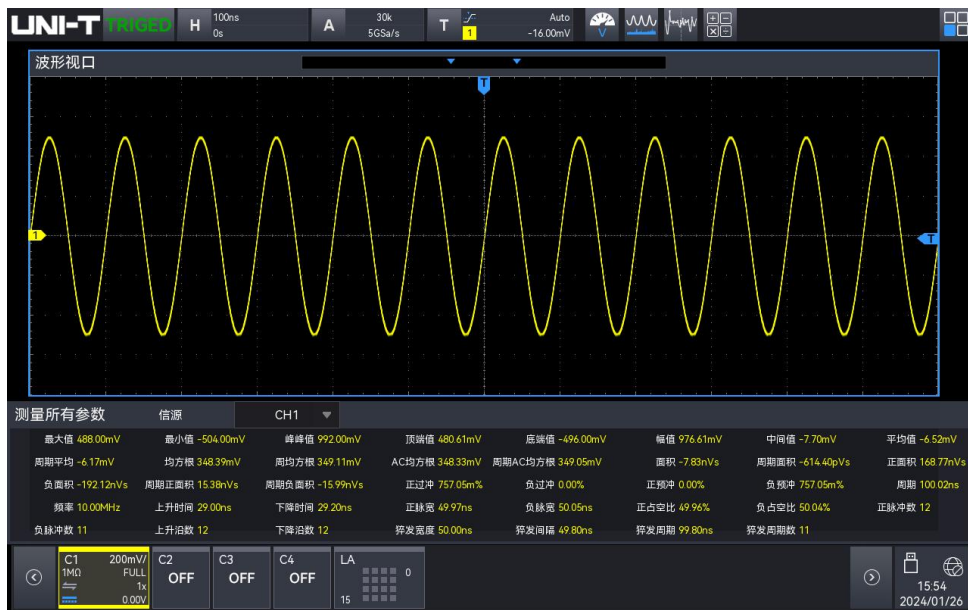 UNI-T TRIGED H 100ns 0s A 30k 5GSa/s T 1 Auto -16.00mV V
波形视口
T
1 T
测量所有参数 信源 CH1
最大值 488.00mV 最小值 -504.00mV 峰峰值 992.00mV 顶端值 480.61mV 底端值 -496.00mV 幅值 976.61mV 中间值 -7.70mV 平均值 -6.52mV
周期平均 -6.17mV 均方根 348.39mV 周均方根 349.11mV AC均方根 348.33mV 周期AC均方根 349.05mV 面积 -7.83nVs 周期面积 -614.40pVs 正面积 168.77nVs
负面积 -192.12nVs 周期正面积 15.38nVs 周期负面积 -15.99nVs 正过冲 757.05m% 负过冲 0.00% 正预冲 0.00% 负预冲 757.05m% 周期 100.02ns
频率 10.00MHz 上升时间 29.00ns 下降时间 29.20ns 正脉宽 49.97ns 负脉宽 50.05ns 正占空比 49.96% 负占空比 50.04% 正脉冲数 12
负脉冲数 11 上升沿数 12 下降沿数 12 猝发宽度 50.00ns 猝发间隔 49.80ns 猝发周期 99.80ns 猝发周期数 11
C1 200mV/ C2 C3 C4 LA
1MΩ FULL OFF OFF OFF 0
1x
0.00V 15
15:54
2024/01/26